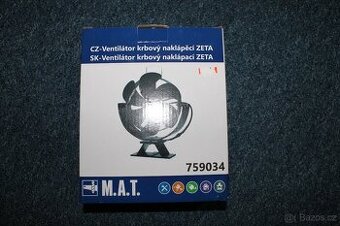 CZ-Ventilátor krbový naklápěcí ZETA
SK-Ventilátor krbový naklápací ZETA
759034
M.A.T.
Bazos.cz